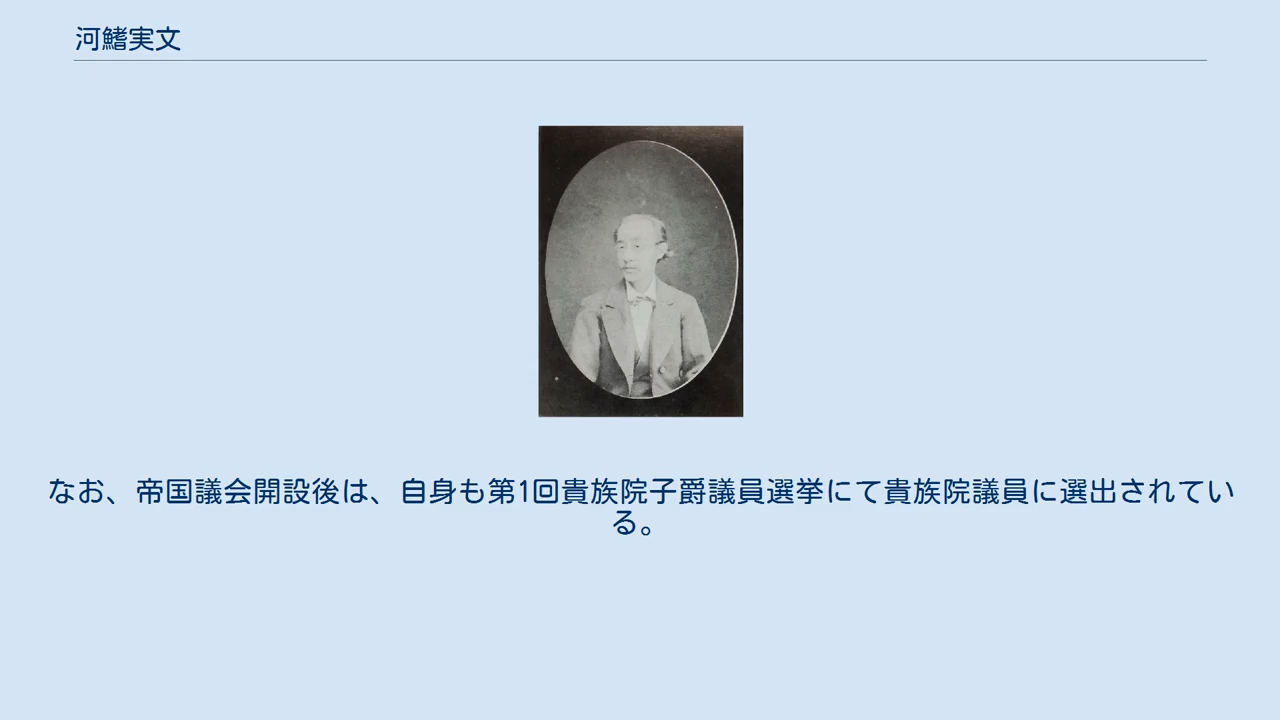 河鰭実文
なお、帝国議会開設後は、自身も第1回貴族院子爵議員選挙にて貴族院議員に選出されてい
る。